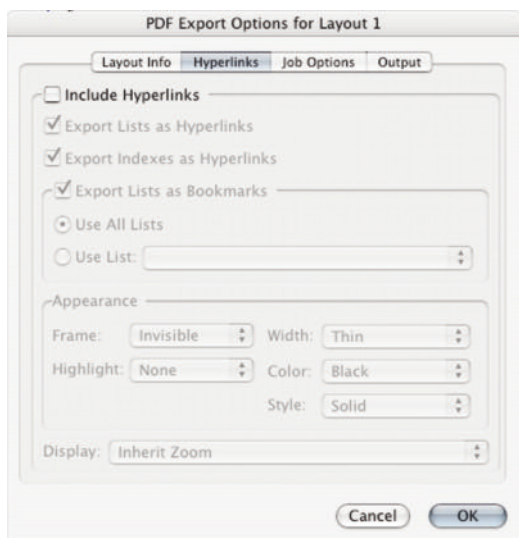 PDF Export Options for Layout 1
Layout Info Hyperlinks Job Options Output
Include Hyperlinks
Export Lists as Hyperlinks
Export Indexes as Hyperlinks
Export Lists as Bookmarks
Use All Lists
Use List:
Appearance
Frame: Invisible Width: Thin
Highlight: None Color: Black
Style: Solid
Display: Inherit Zoom
Cancel OK